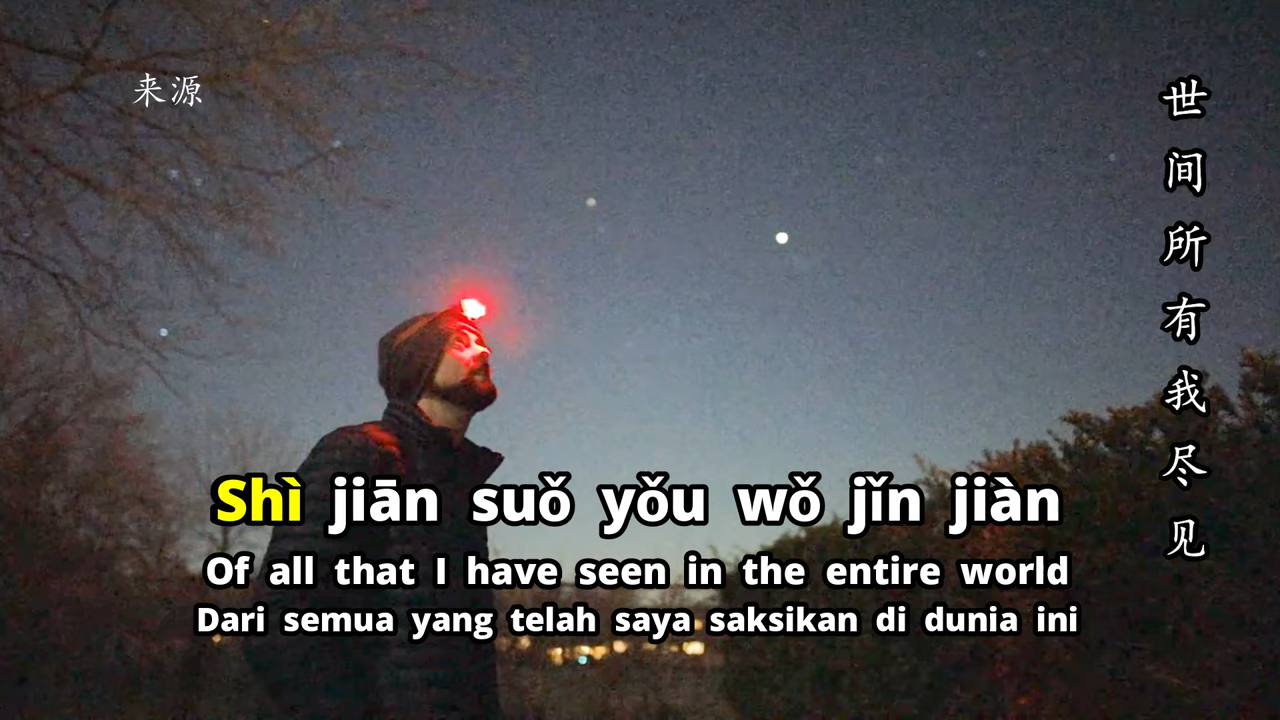 来源
世间所有我尽见
Shì jiān suǒ yǒu wǒ jǐn jiàn
Of all that I have seen in the entire world
Dari semua yang telah saya saksikan di dunia ini